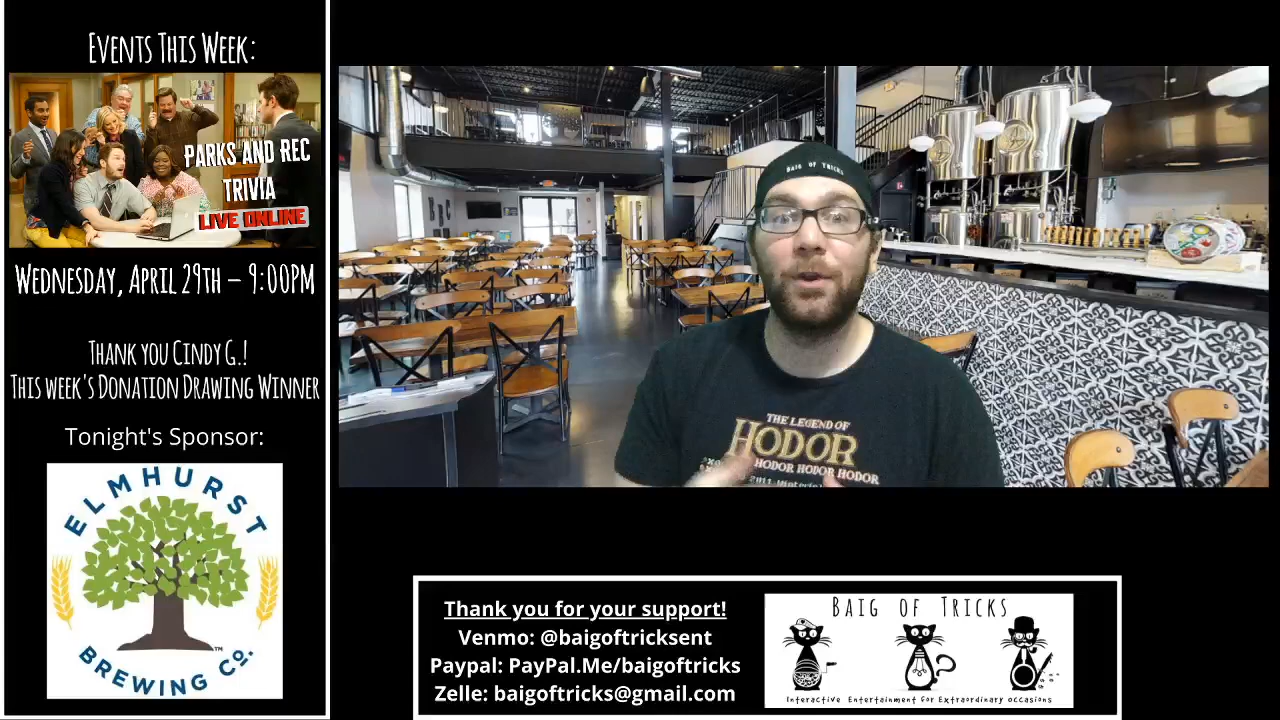 EVENTS THIS WEEK:
PARKS AND REC
TRIVIA
LIVE ONLINE
WEDNESDAY, APRIL 29TH – 9:00PM
THANK YOU CINDY G.!
THIS WEEK'S DONATION DRAWING WINNER
Tonight's Sponsor:
ELMHURST
BREWING CO.
TM
BAIG OF TRICKS
THE LEGEND OF
HODOR
HODOR HODOR HODOR
2011 Winterfel
Thank you for your support!
Venmo: @baigoftricksent
Paypal: PayPal.Me/baigoftricks
Zelle: baigoftricks@gmail.com
BAIG OF TRICKS
Interactive Entertainment for Extraordinary occasions